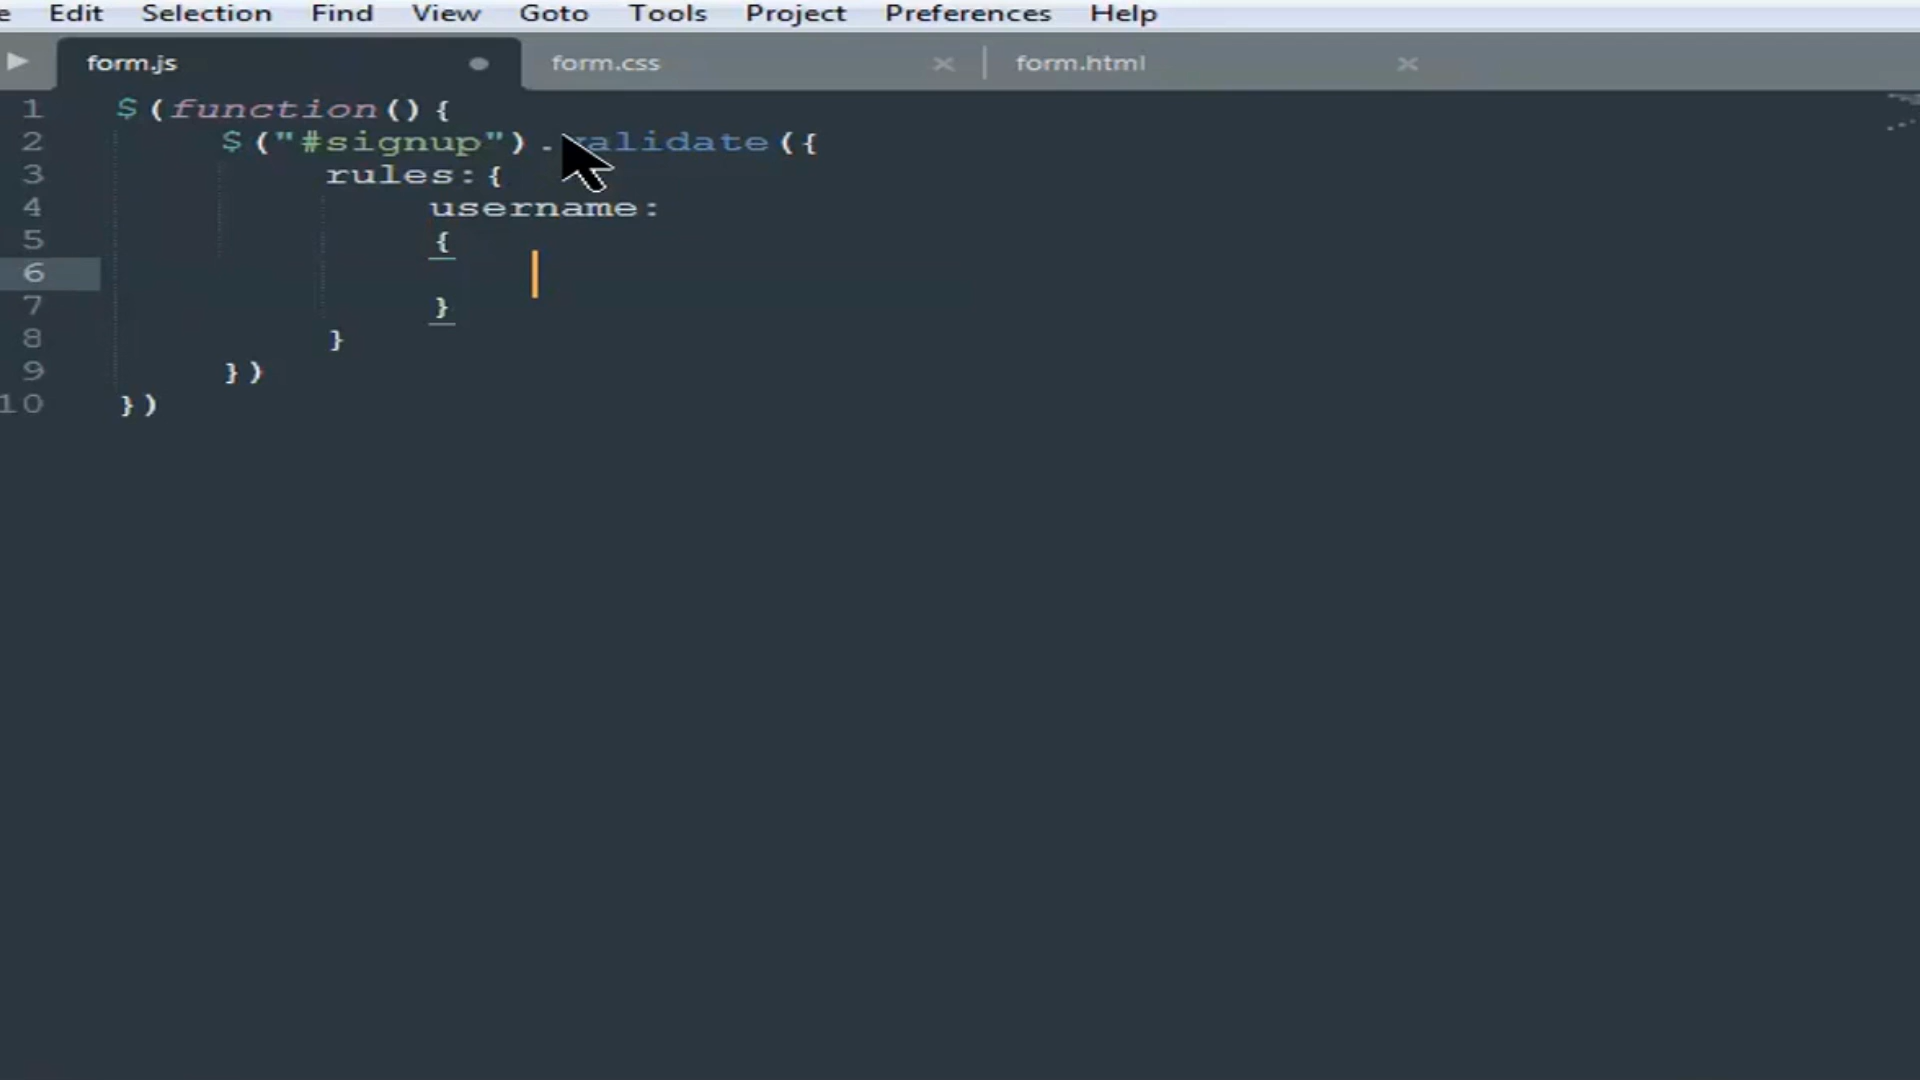 Edit Selection Find View Goto Tools Project Preferences Help
form.js form.css form.html
1 $(function(){
2 $("#signup").validate({
3 rules:{
4 username:
5 {
6
7 }
8 }
9 })
10 })